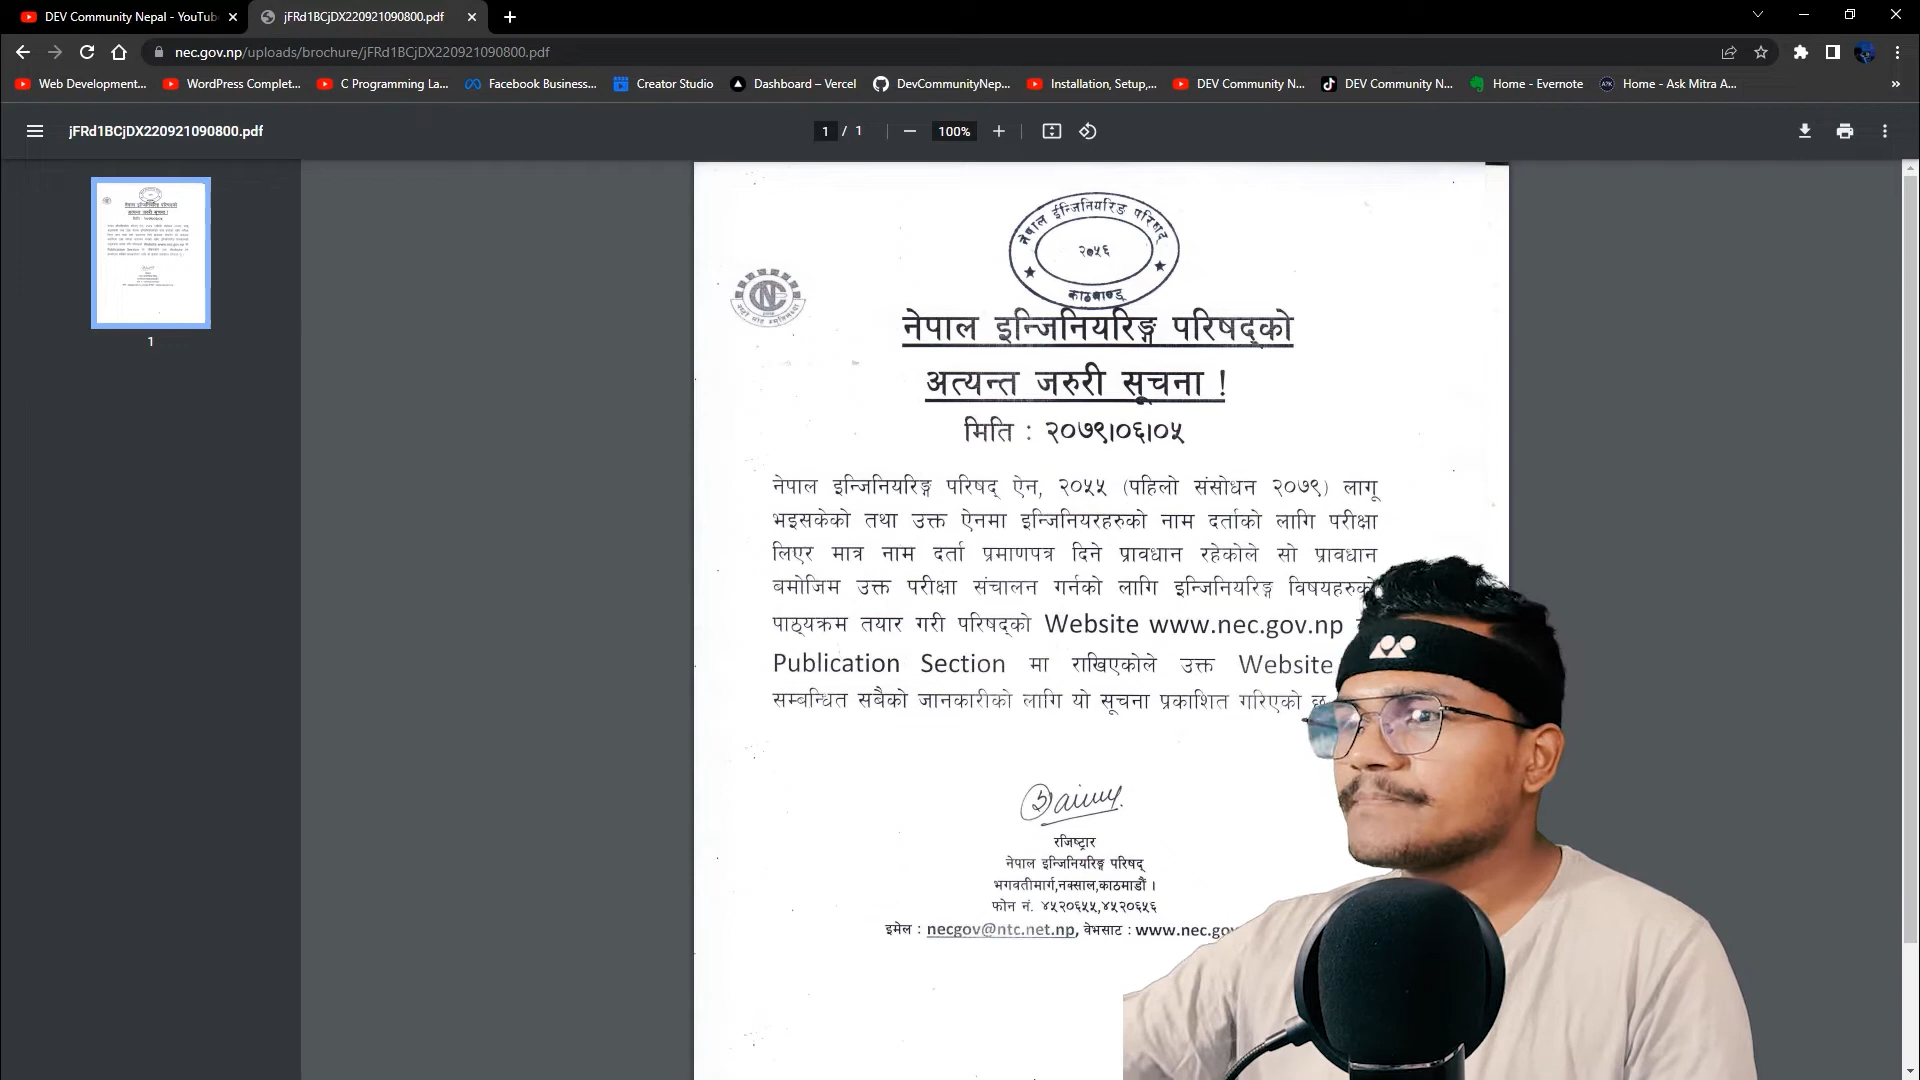 DEV Community Nepal - YouTub
jFRd1BCjDX220921090800.pdf
nec.gov.np/uploads/brochure/jFRd1BCjDX220921090800.pdf
Web Development...
WordPress Complet...
C Programming La...
Facebook Business...
Creator Studio
Dashboard – Vercel
DevCommunityNep...
Installation, Setup,...
DEV Community N...
DEV Community N...
Home - Evernote
Home - Ask Mitra A...
jFRd1BCjDX220921090800.pdf
1 / 1
100%
1
नेपाल ईन्जिनियरिङ परिषद्
२०५६
काठमाण्डू
नेपाल इन्जिनियरिङ्ग परिषद्को
अत्यन्त जरुरी सूचना !
मिति : २०७९।०६।०५
नेपाल इन्जिनियरिङ्ग परिषद् ऐन, २०५५ (पहिलो संसोधन २०७९) लागू
भइसकेको तथा उक्त ऐनमा इन्जिनियरहरुको नाम दर्ताको लागि परीक्षा
लिएर मात्र नाम दर्ता प्रमाणपत्र दिने प्रावधान रहेकोले सो प्रावधान
बमोजिम उक्त परीक्षा संचालन गर्नको लागि इन्जिनियरिङ्ग विषयहरुको
पाठ्यक्रम तयार गरी परिषद्को Website www.nec.gov.np
Publication Section मा राखिएकोले उक्त Website
सम्बन्धित सबैको जानकारीको लागि यो सूचना प्रकाशित गरिएको छ
रजिष्ट्रार
नेपाल इन्जिनियरिङ्ग परिषद्
भगवतीमार्ग,नक्साल,काठमाडौं ।
फोन नं. ४५२०६५५,४५२०६५६
इमेल : necgov@ntc.net.np, वेभसाट : www.nec.gov